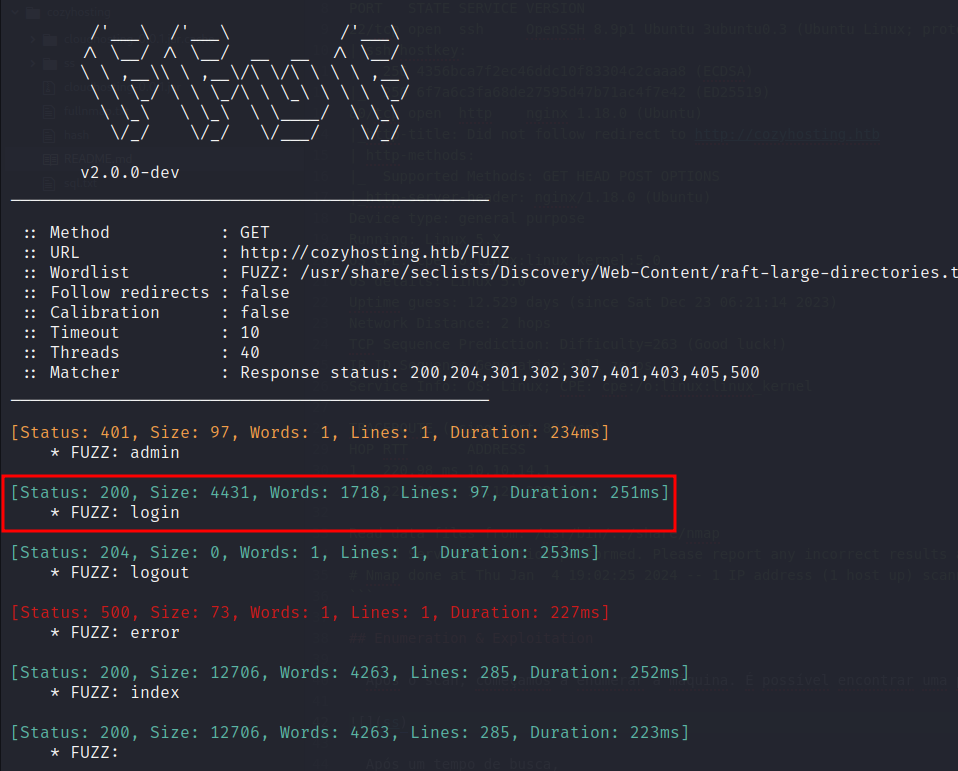 v2.0.0-dev
:: Method : GET
:: URL : http://cozyhosting.htb/FUZZ
:: Wordlist : FUZZ: /usr/share/seclists/Discovery/Web-Content/raft-large-directories.t
:: Follow redirects : false
:: Calibration : false
:: Timeout : 10
:: Threads : 40
:: Matcher : Response status: 200,204,301,302,307,401,403,405,500
[Status: 401, Size: 97, Words: 1, Lines: 1, Duration: 234ms]
* FUZZ: admin
[Status: 200, Size: 4431, Words: 1718, Lines: 97, Duration: 251ms]
* FUZZ: login
[Status: 204, Size: 0, Words: 1, Lines: 1, Duration: 253ms]
* FUZZ: logout
[Status: 500, Size: 73, Words: 1, Lines: 1, Duration: 227ms]
* FUZZ: error
[Status: 200, Size: 12706, Words: 4263, Lines: 285, Duration: 252ms]
* FUZZ: index
[Status: 200, Size: 12706, Words: 4263, Lines: 285, Duration: 223ms]
* FUZZ: